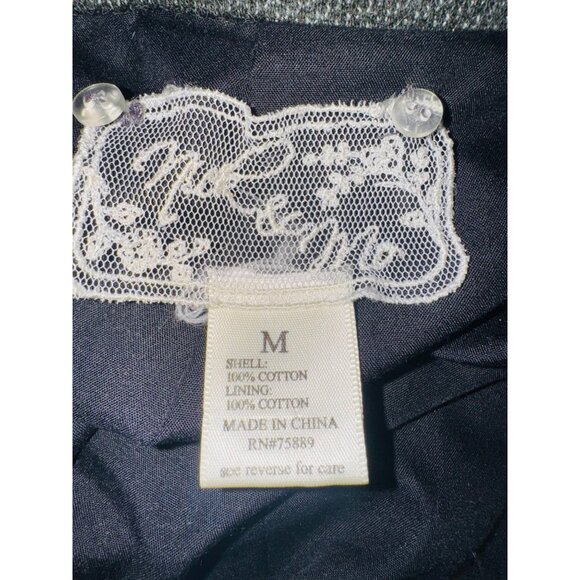 Nick & Mo
M
SHELL:
100% COTTON
LINING:
100% COTTON
MADE IN CHINA
RN#75889
see reverse for care